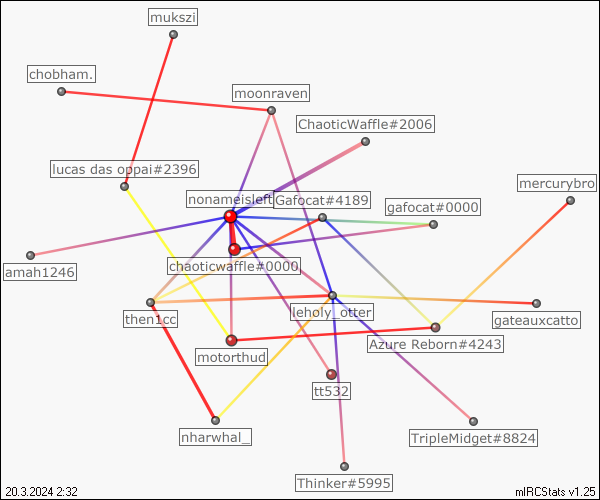 mukszi
chobham.
moonraven
ChaoticWaffle#2006
lucas das oppai#2396
mercurybro
nonameisleft
Gafocat#4189
gafocat#0000
amah1246
chaoticwaffle#0000
then1cc
leholy_otter
gateauxcatto
motorthud
Azure Reborn#4243
tt532
nharwhal_
TripleMidget#8824
Thinker#5995
20.3.2024 2:32
mIRCStats v1.25